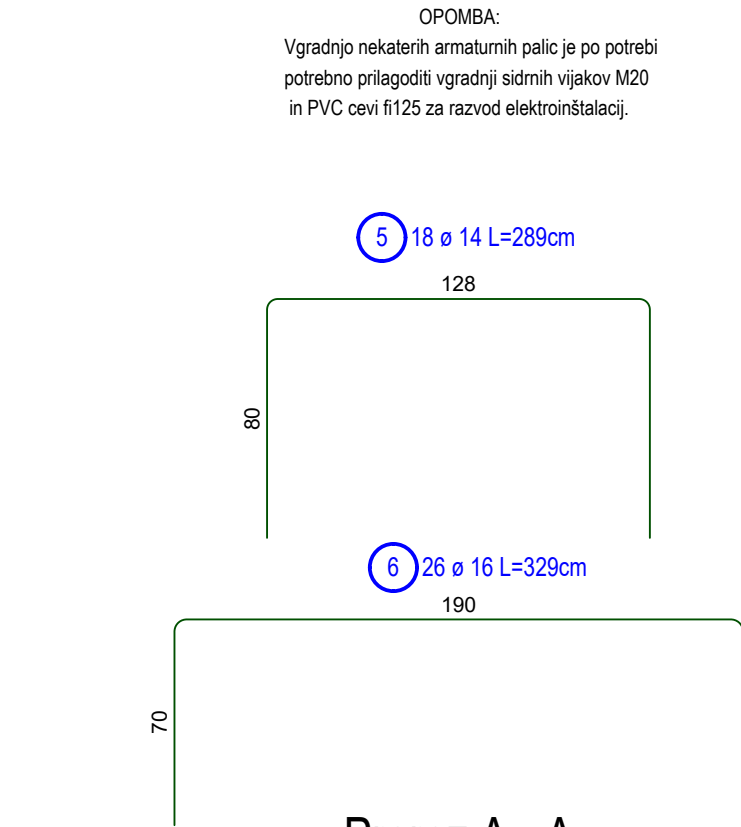 OPOMBA:
Vgradnjo nekaterih armaturnih palic je po potrebi
potrebno prilagoditi vgradnji sidrnih vijakov M20
in PVC cevi fi125 za razvod elektroinštalacij.
5 18 ø 14 L=289cm
128
80
6 26 ø 16 L=329cm
190
70
A - A